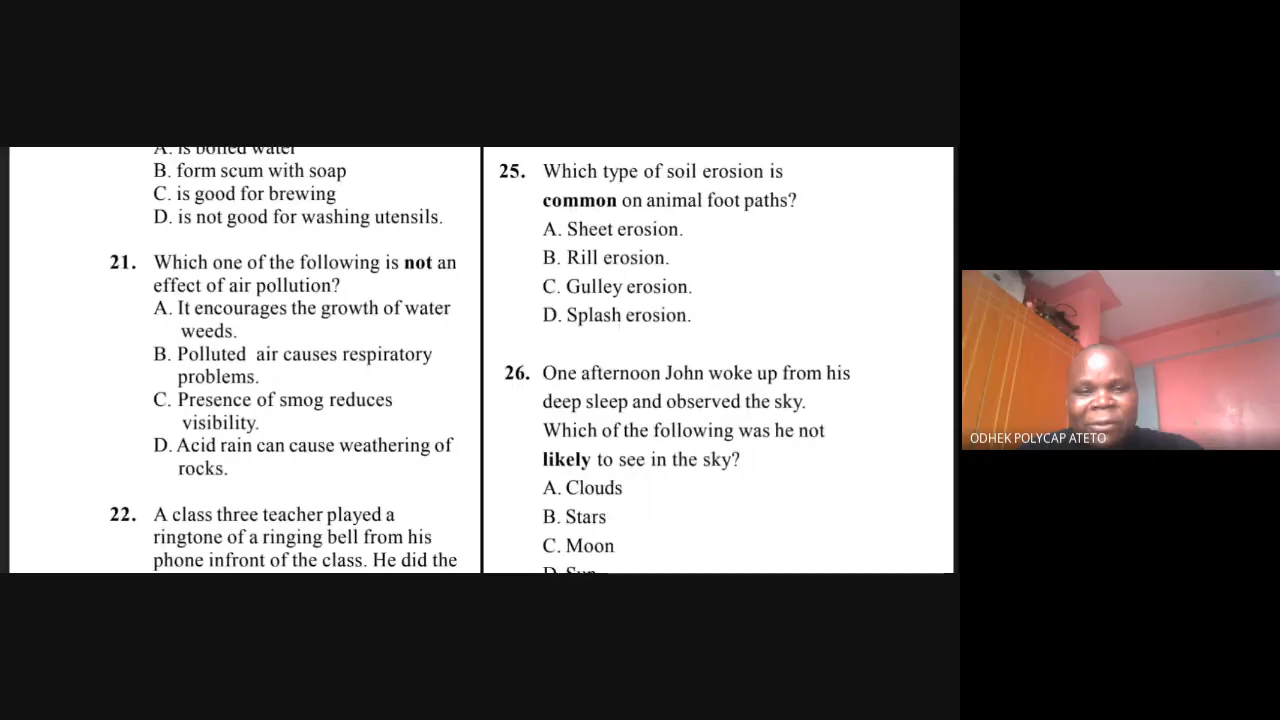 A. is boiled water
B. form scum with soap
C. is good for brewing
D. is not good for washing utensils.
21. Which one of the following is not an
effect of air pollution?
A. It encourages the growth of water
weeds.
B. Polluted air causes respiratory
problems.
C. Presence of smog reduces
visibility.
D. Acid rain can cause weathering of
rocks.
22. A class three teacher played a
ringtone of a ringing bell from his
phone infront of the class. He did the
25. Which type of soil erosion is
common on animal foot paths?
A. Sheet erosion.
B. Rill erosion.
C. Gulley erosion.
D. Splash erosion.
26. One afternoon John woke up from his
deep sleep and observed the sky.
Which of the following was he not
likely to see in the sky?
A. Clouds
B. Stars
C. Moon
D. Sun
ODHEK POLYCAP ATETO